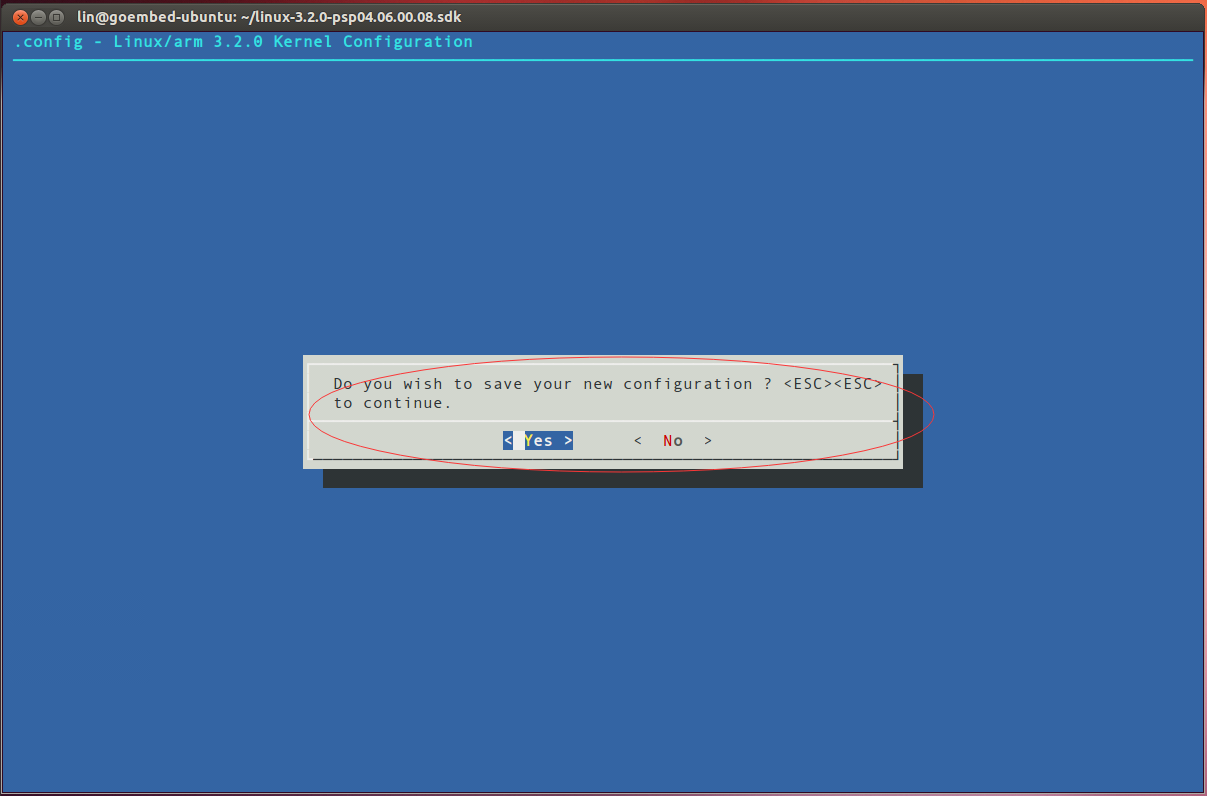 lin@goembed-ubuntu: ~/linux-3.2.0-psp04.06.00.08.sdk
.config - Linux/arm 3.2.0 Kernel Configuration
Do you wish to save your new configuration ? <ESC><ESC>
to continue.
< Yes > < No >